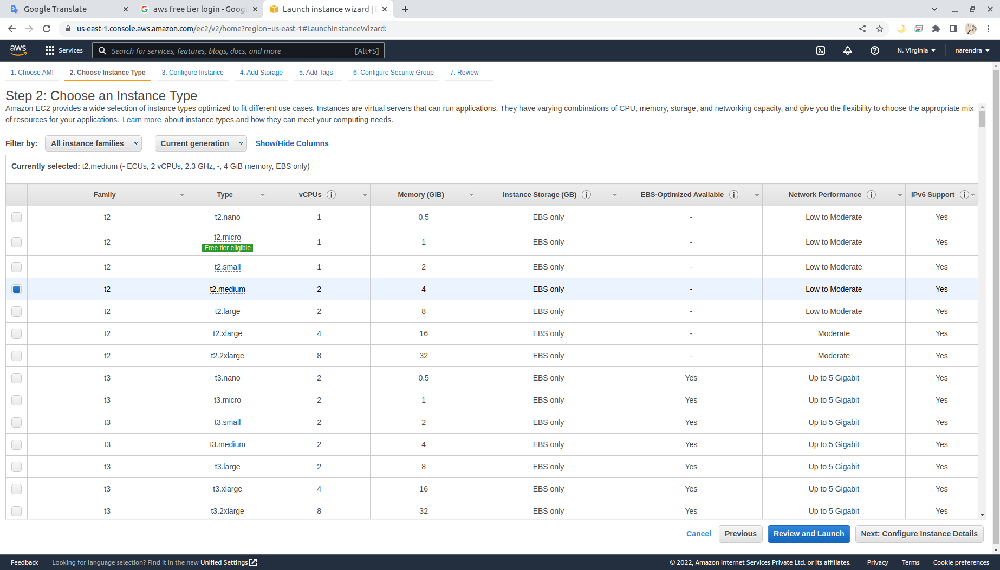 Google Translate
aws free tier login - Goog
Launch instance wizard |
us-east-1.console.aws.amazon.com/ec2/v2/home?region=us-east-1#LaunchInstanceWizard:
aws
Services
Search for services, features, blogs, docs, and more
[Alt+S]
N. Virginia
narendra
1. Choose AMI
2. Choose Instance Type
3. Configure Instance
4. Add Storage
5. Add Tags
6. Configure Security Group
7. Review
Step 2: Choose an Instance Type
Amazon EC2 provides a wide selection of instance types optimized to fit different use cases. Instances are virtual servers that can run applications. They have varying combinations of CPU, memory, storage, and networking capacity, and give you the flexibility to choose the appropriate mix
of resources for your applications. Learn more about instance types and how they can meet your computing needs.
Filter by: All instance families Current generation Show/Hide Columns
Currently selected: t2.medium (- ECUs, 2 vCPUs, 2.3 GHz, -, 4 GiB memory, EBS only)
Family Type vCPUs Memory (GiB) Instance Storage (GB) EBS-Optimized Available Network Performance IPv6 Support
t2 t2.nano 1 0.5 EBS only - Low to Moderate Yes
t2 t2.micro 1 1 EBS only - Low to Moderate Yes
Free tier eligible
t2 t2.small 1 2 EBS only - Low to Moderate Yes
t2 t2.medium 2 4 EBS only - Low to Moderate Yes
t2 t2.large 2 8 EBS only - Low to Moderate Yes
t2 t2.xlarge 4 16 EBS only - Moderate Yes
t2 t2.2xlarge 8 32 EBS only - Moderate Yes
t3 t3.nano 2 0.5 EBS only Yes Up to 5 Gigabit Yes
t3 t3.micro 2 1 EBS only Yes Up to 5 Gigabit Yes
t3 t3.small 2 2 EBS only Yes Up to 5 Gigabit Yes
t3 t3.medium 2 4 EBS only Yes Up to 5 Gigabit Yes
t3 t3.large 2 8 EBS only Yes Up to 5 Gigabit Yes
t3 t3.xlarge 4 16 EBS only Yes Up to 5 Gigabit Yes
t3 t3.2xlarge 8 32 EBS only Yes Up to 5 Gigabit Yes
Cancel Previous Review and Launch Next: Configure Instance Details
Feedback Looking for language selection? Find it in the new Unified Settings © 2022, Amazon Internet Services Private Ltd. or its affiliates. Privacy Terms Cookie preferences